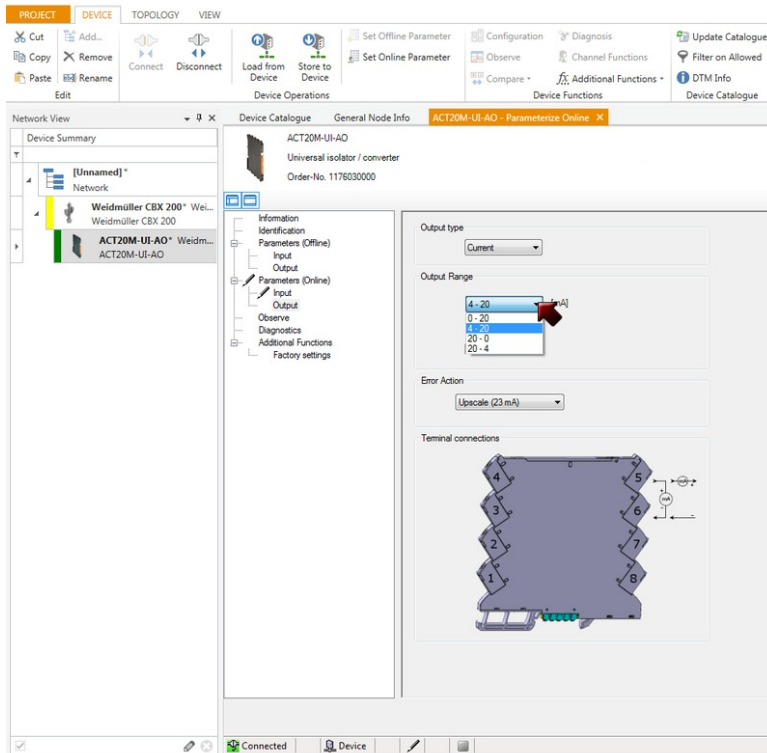 PROJECT DEVICE TOPOLOGY VIEW
Cut Add... Set Offline Parameter Configuration Diagnosis Update Catalogue
Copy Remove Connect Disconnect Load from Device Store to Device Set Online Parameter Observe Channel Functions Filter on Allowed
Paste Rename Compare fx Additional Functions DTM Info
Edit Device Operations Device Functions Device Catalogue
Network View
Device Summary
[Unnamed]*
Network
Weidmüller CBX 200* Wei...
Weidmüller CBX 200
ACT20M-UI-AO* Weidm...
ACT20M-UI-AO
Device Catalogue General Node Info ACT20M-UI-AO - Parameterize Online
ACT20M-UI-AO
Universal isolator / converter
Order-No. 1176030000
Information
Identification
Parameters (Offline)
Input
Output
Parameters (Online)
Input
Output
Observe
Diagnostics
Additional Functions
Factory settings
Output type
Current
Output Range
4 - 20 [mA]
0 - 20
4 - 20
20 - 0
20 - 4
Error Action
Upscale (23 mA)
Terminal connections
4 5
3 6
2 7
1 8
mA
mA
+
-
Connected Device